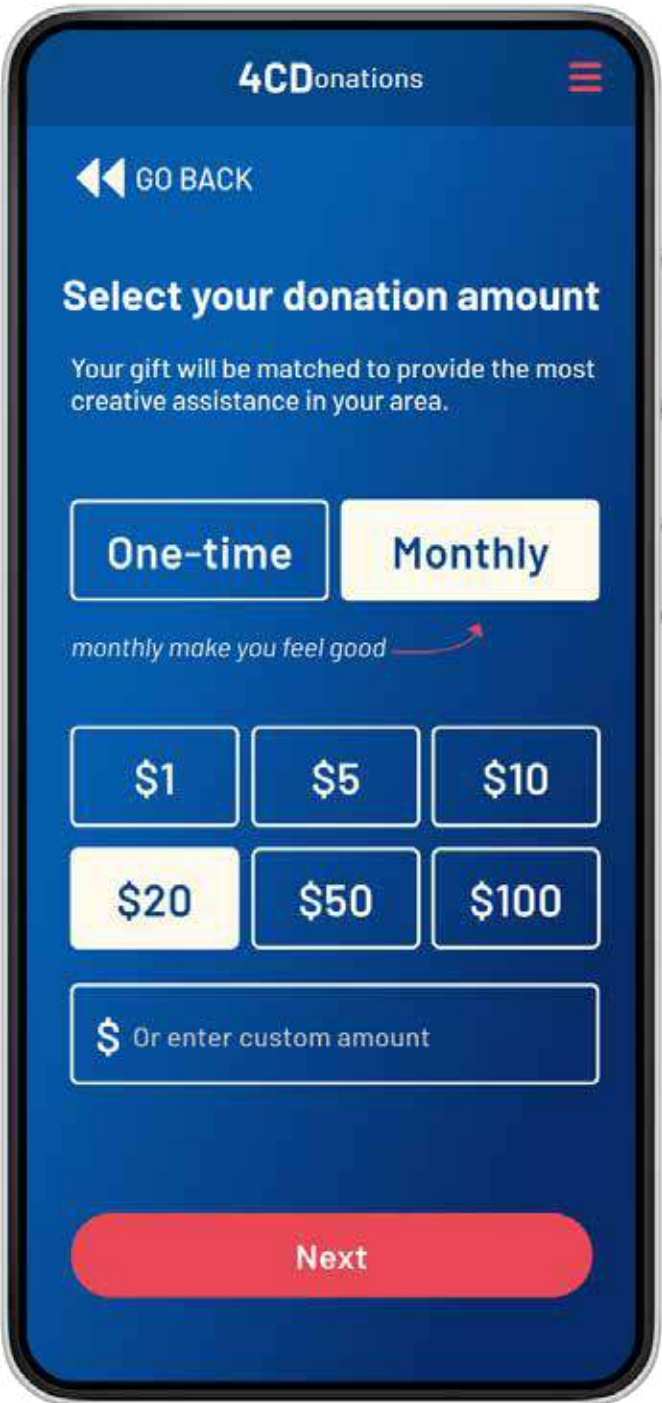 4CDonations
GO BACK
Select your donation amount
Your gift will be matched to provide the most
creative assistance in your area.
One-time Monthly
monthly make you feel good
$1 $5 $10
$20 $50 $100
$ Or enter custom amount
Next